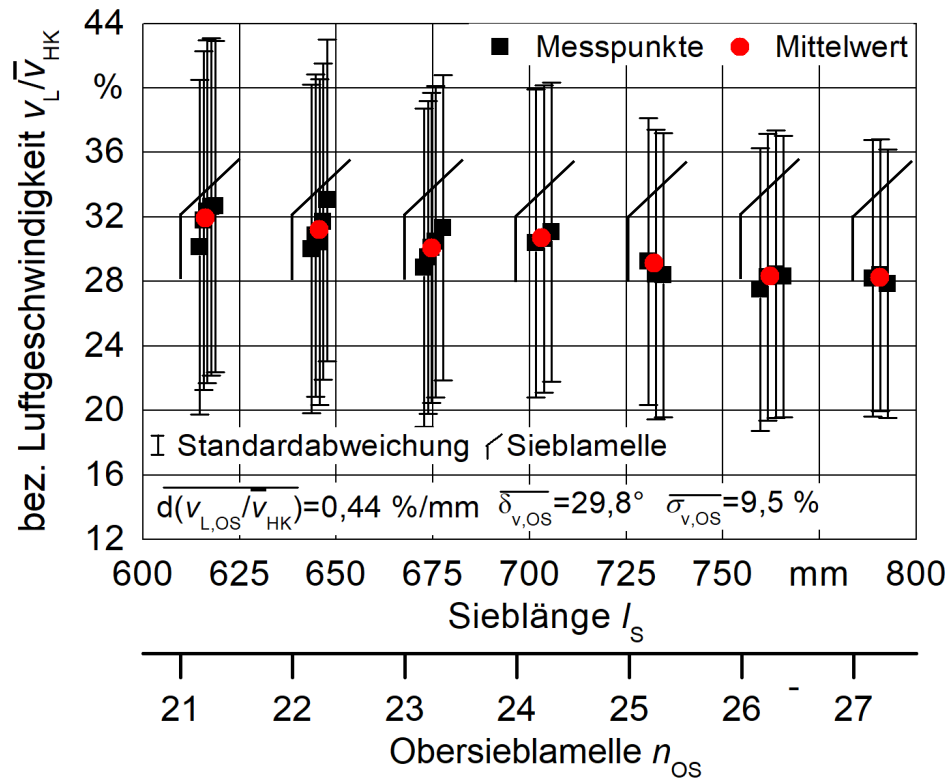 bez. Luftgeschwindigkeit v_L/v̅_HK
44
%
36
32
28
24
20
16
12
Messpunkte Mittelwert
Standardabweichung Sieblamelle
d(v_L,OS/v̅_HK)=0,44 %/mm δ_v,OS=29,8° σ_v,OS=9,5 %
600 625 650 675 700 725 750 mm 800
Sieblänge l_S
21 22 23 24 25 26 - 27
Obersieblamelle n_OS